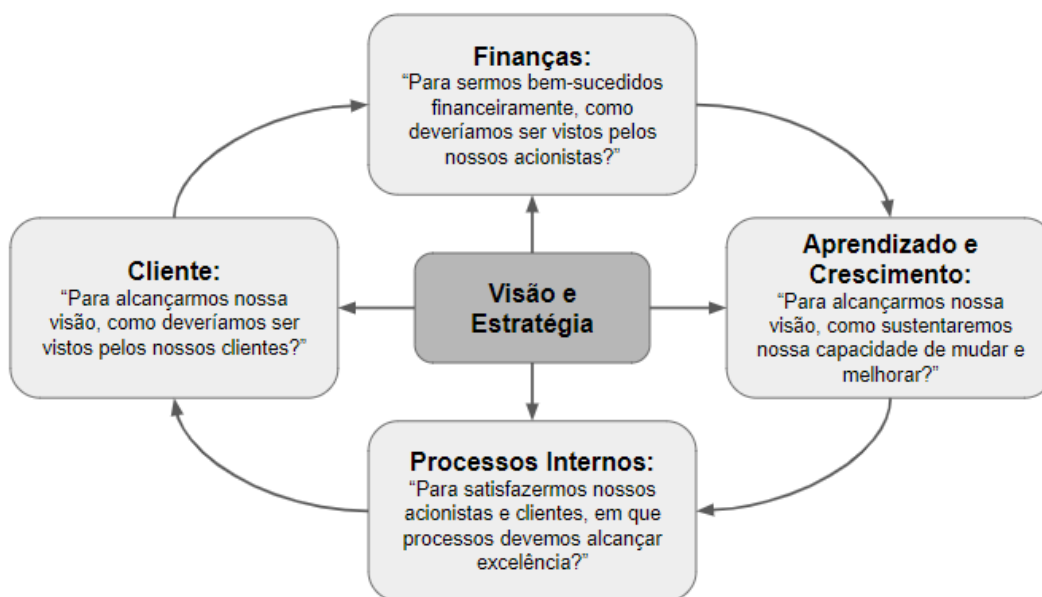 Finanças:
“Para sermos bem-sucedidos
financeiramente, como
deveríamos ser vistos pelos
nossos acionistas?”
Cliente:
“Para alcançarmos nossa
visão, como deveríamos ser
vistos pelos nossos clientes?”
Visão e
Estratégia
Aprendizado e
Crescimento:
“Para alcançarmos nossa
visão, como sustentaremos
nossa capacidade de mudar e
melhorar?”
Processos Internos:
“Para satisfazermos nossos
acionistas e clientes, em que
processos devemos alcançar
excelência?”